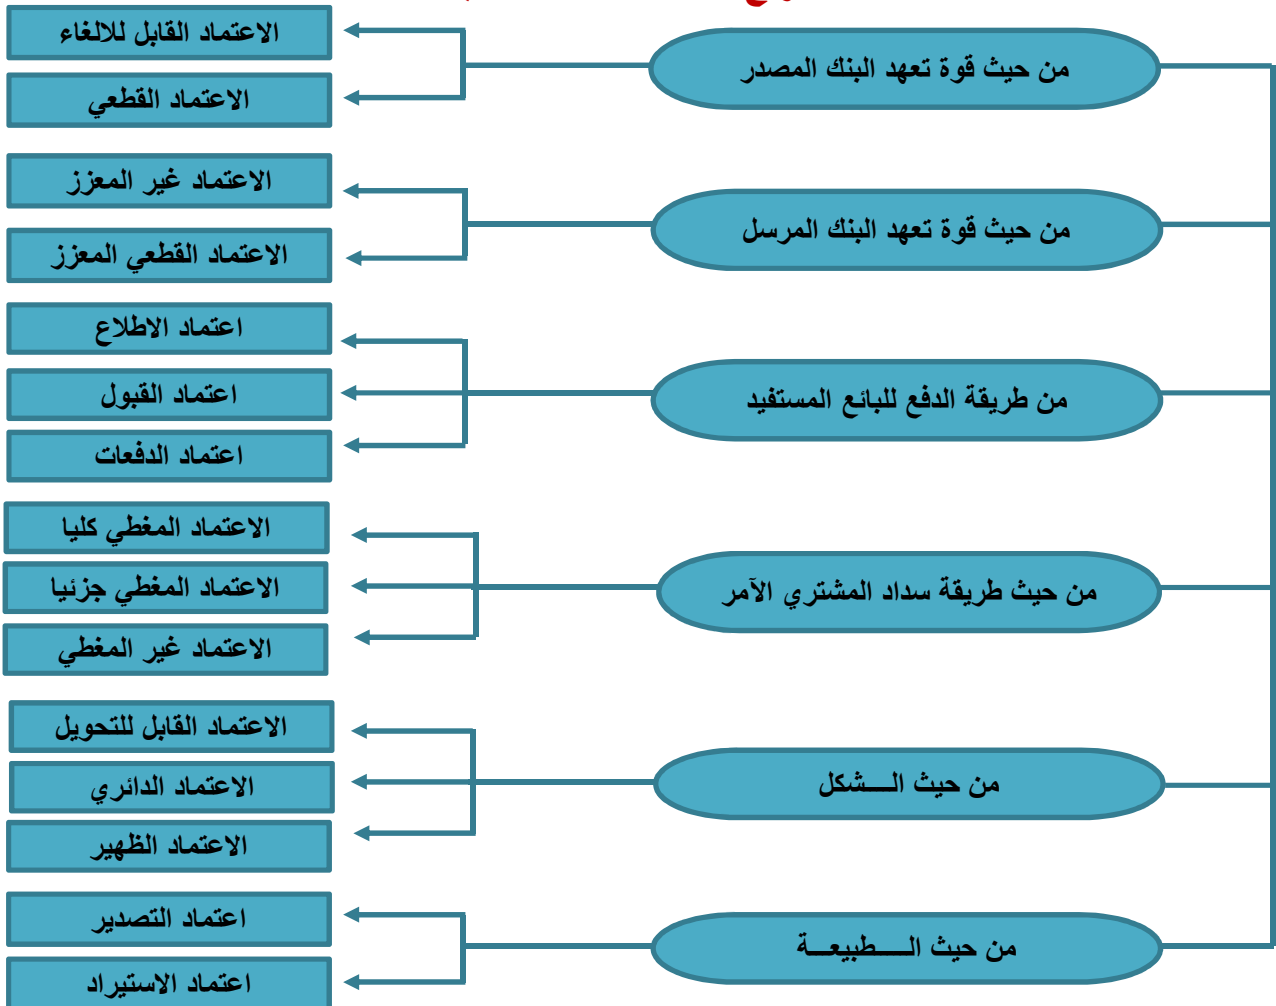 من حيث قوة تعهد البنك المصدر
الاعتماد القابل للالغاء
الاعتماد القطعي
من حيث قوة تعهد البنك المرسل
الاعتماد غير المعزز
الاعتماد القطعي المعزز
من طريقة الدفع للبائع المستفيد
اعتماد الاطلاع
اعتماد القبول
اعتماد الدفعات
من حيث طريقة سداد المشتري الآمر
الاعتماد المغطي كليا
الاعتماد المغطي جزئيا
الاعتماد غير المغطي
من حيث الـــشكل
الاعتماد القابل للتحويل
الاعتماد الدائري
الاعتماد الظهير
من حيث الـــطبيعـــة
اعتماد التصدير
اعتماد الاستيراد